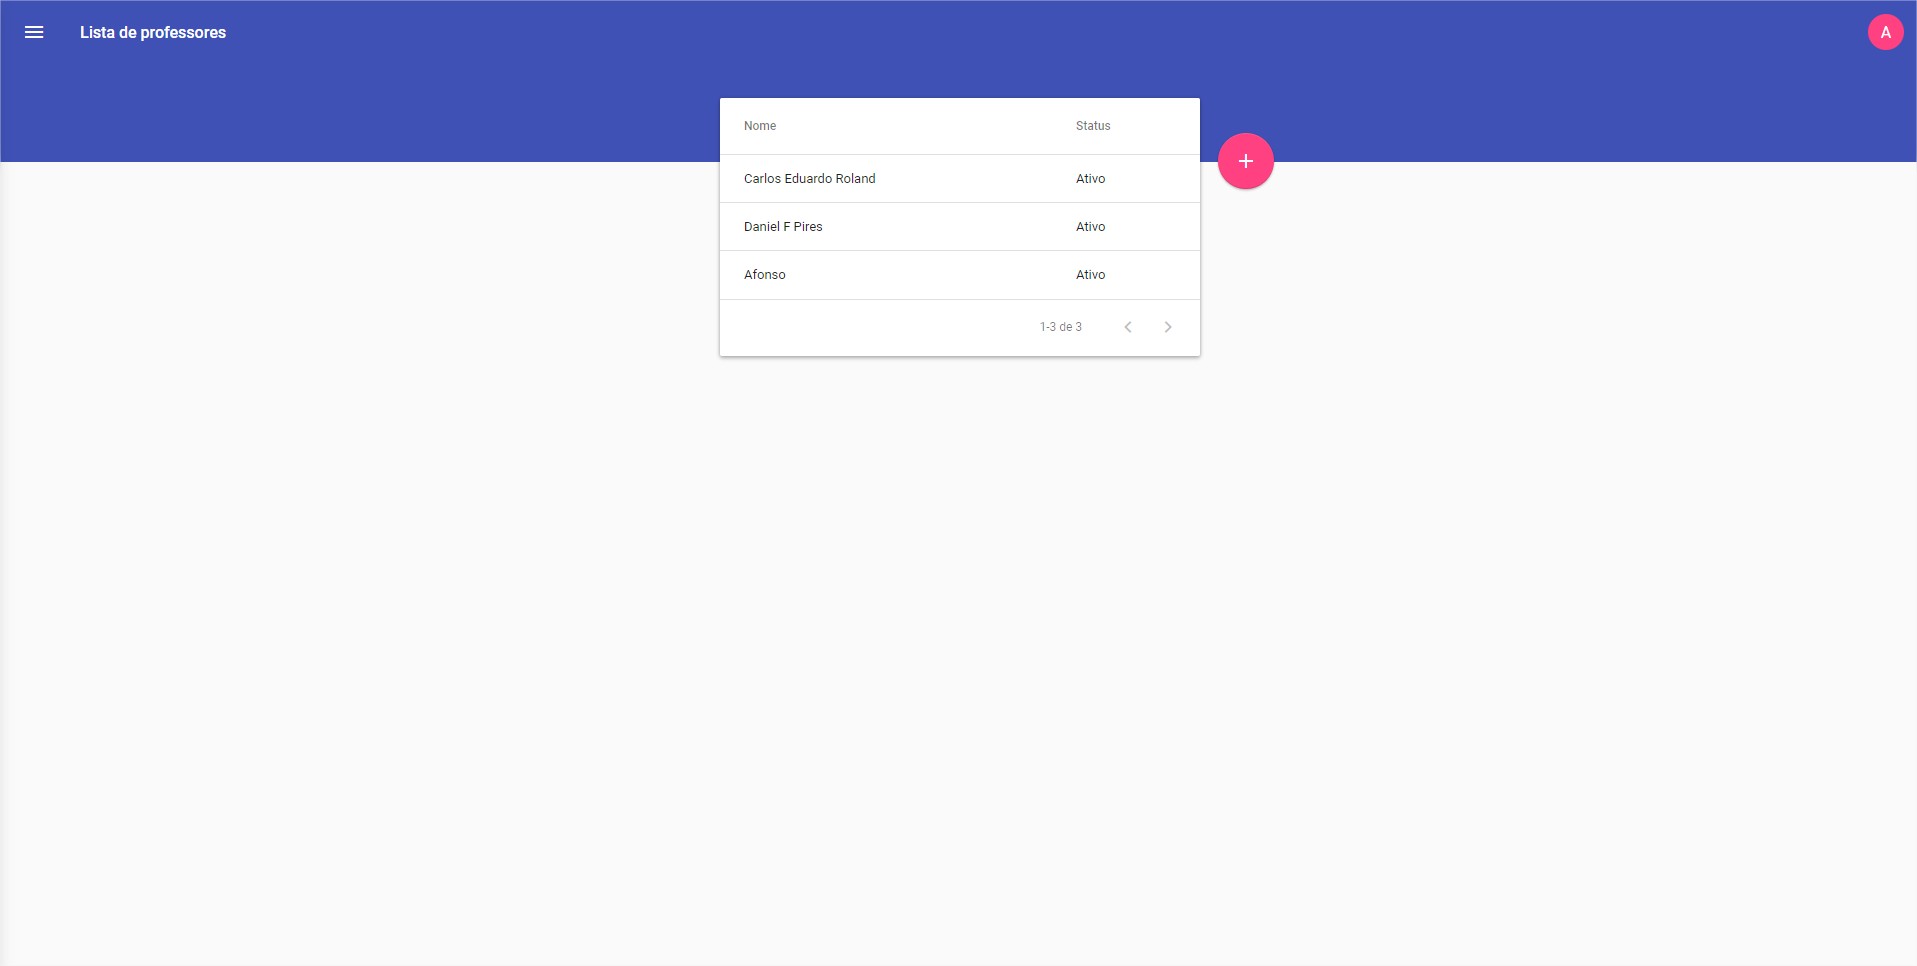 Lista de professores
A
Nome Status
Carlos Eduardo Roland Ativo
Daniel F Pires Ativo
Afonso Ativo
1-3 de 3